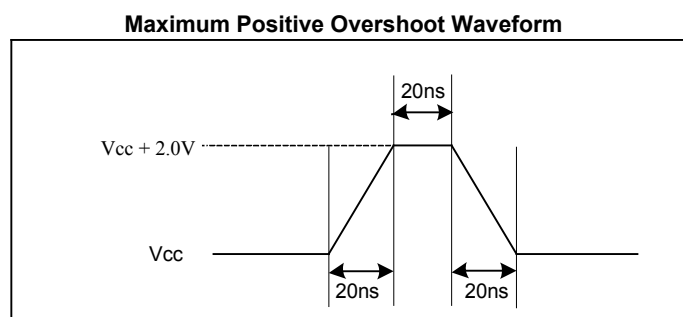 Maximum Positive Overshoot Waveform
20ns
Vcc + 2.0V
Vcc
20ns
20ns